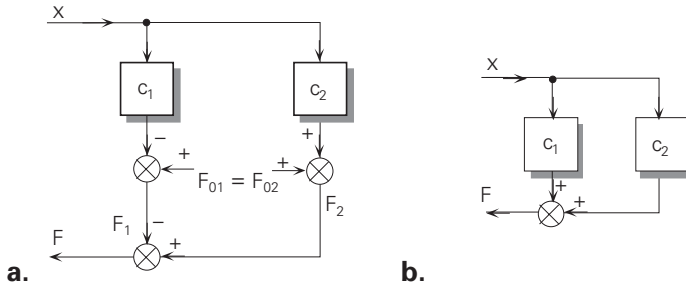 x
x
c₁
c₂
c₁
c₂
− +
+ +
F₀₁ = F₀₂
+
+
F
F₂
F₁
−
+
F
a.
b.